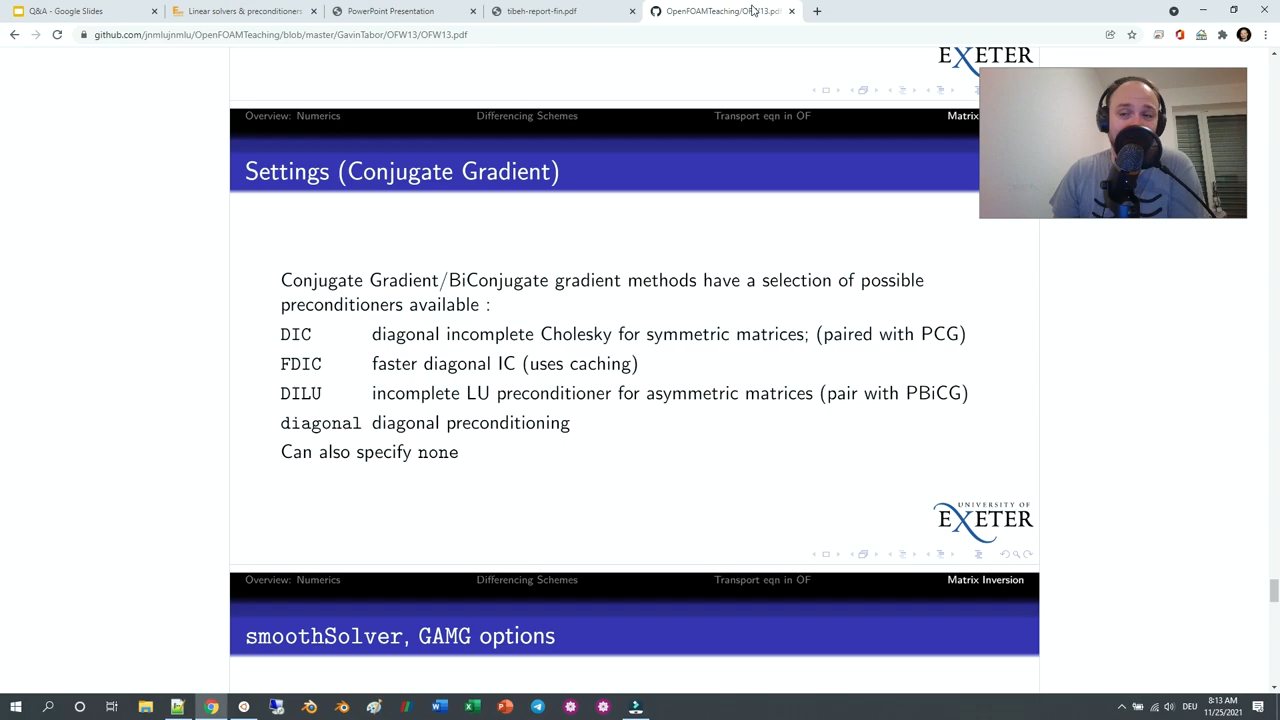 Q&A - Google Slides
Linear solvers & preconditioners
PowerPoint Presentation
tibeh-report-fin.pdf
OpenFOAMTeaching/OFW13.pdf
github.com/jnmlujnmlu/OpenFOAMTeaching/blob/master/GavinTabor/OFW13/OFW13.pdf
EXETER
Overview: Numerics
Differencing Schemes
Transport eqn in OF
Matrix
Settings (Conjugate Gradient)
Conjugate Gradient/BiConjugate gradient methods have a selection of possible
preconditioners available :
DIC diagonal incomplete Cholesky for symmetric matrices; (paired with PCG)
FDIC faster diagonal IC (uses caching)
DILU incomplete LU preconditioner for asymmetric matrices (pair with PBiCG)
diagonal diagonal preconditioning
Can also specify none
UNIVERSITY OF
EXETER
Overview: Numerics
Differencing Schemes
Transport eqn in OF
Matrix Inversion
smoothSolver, GAMG options
DEU
8:13 AM
11/25/2021